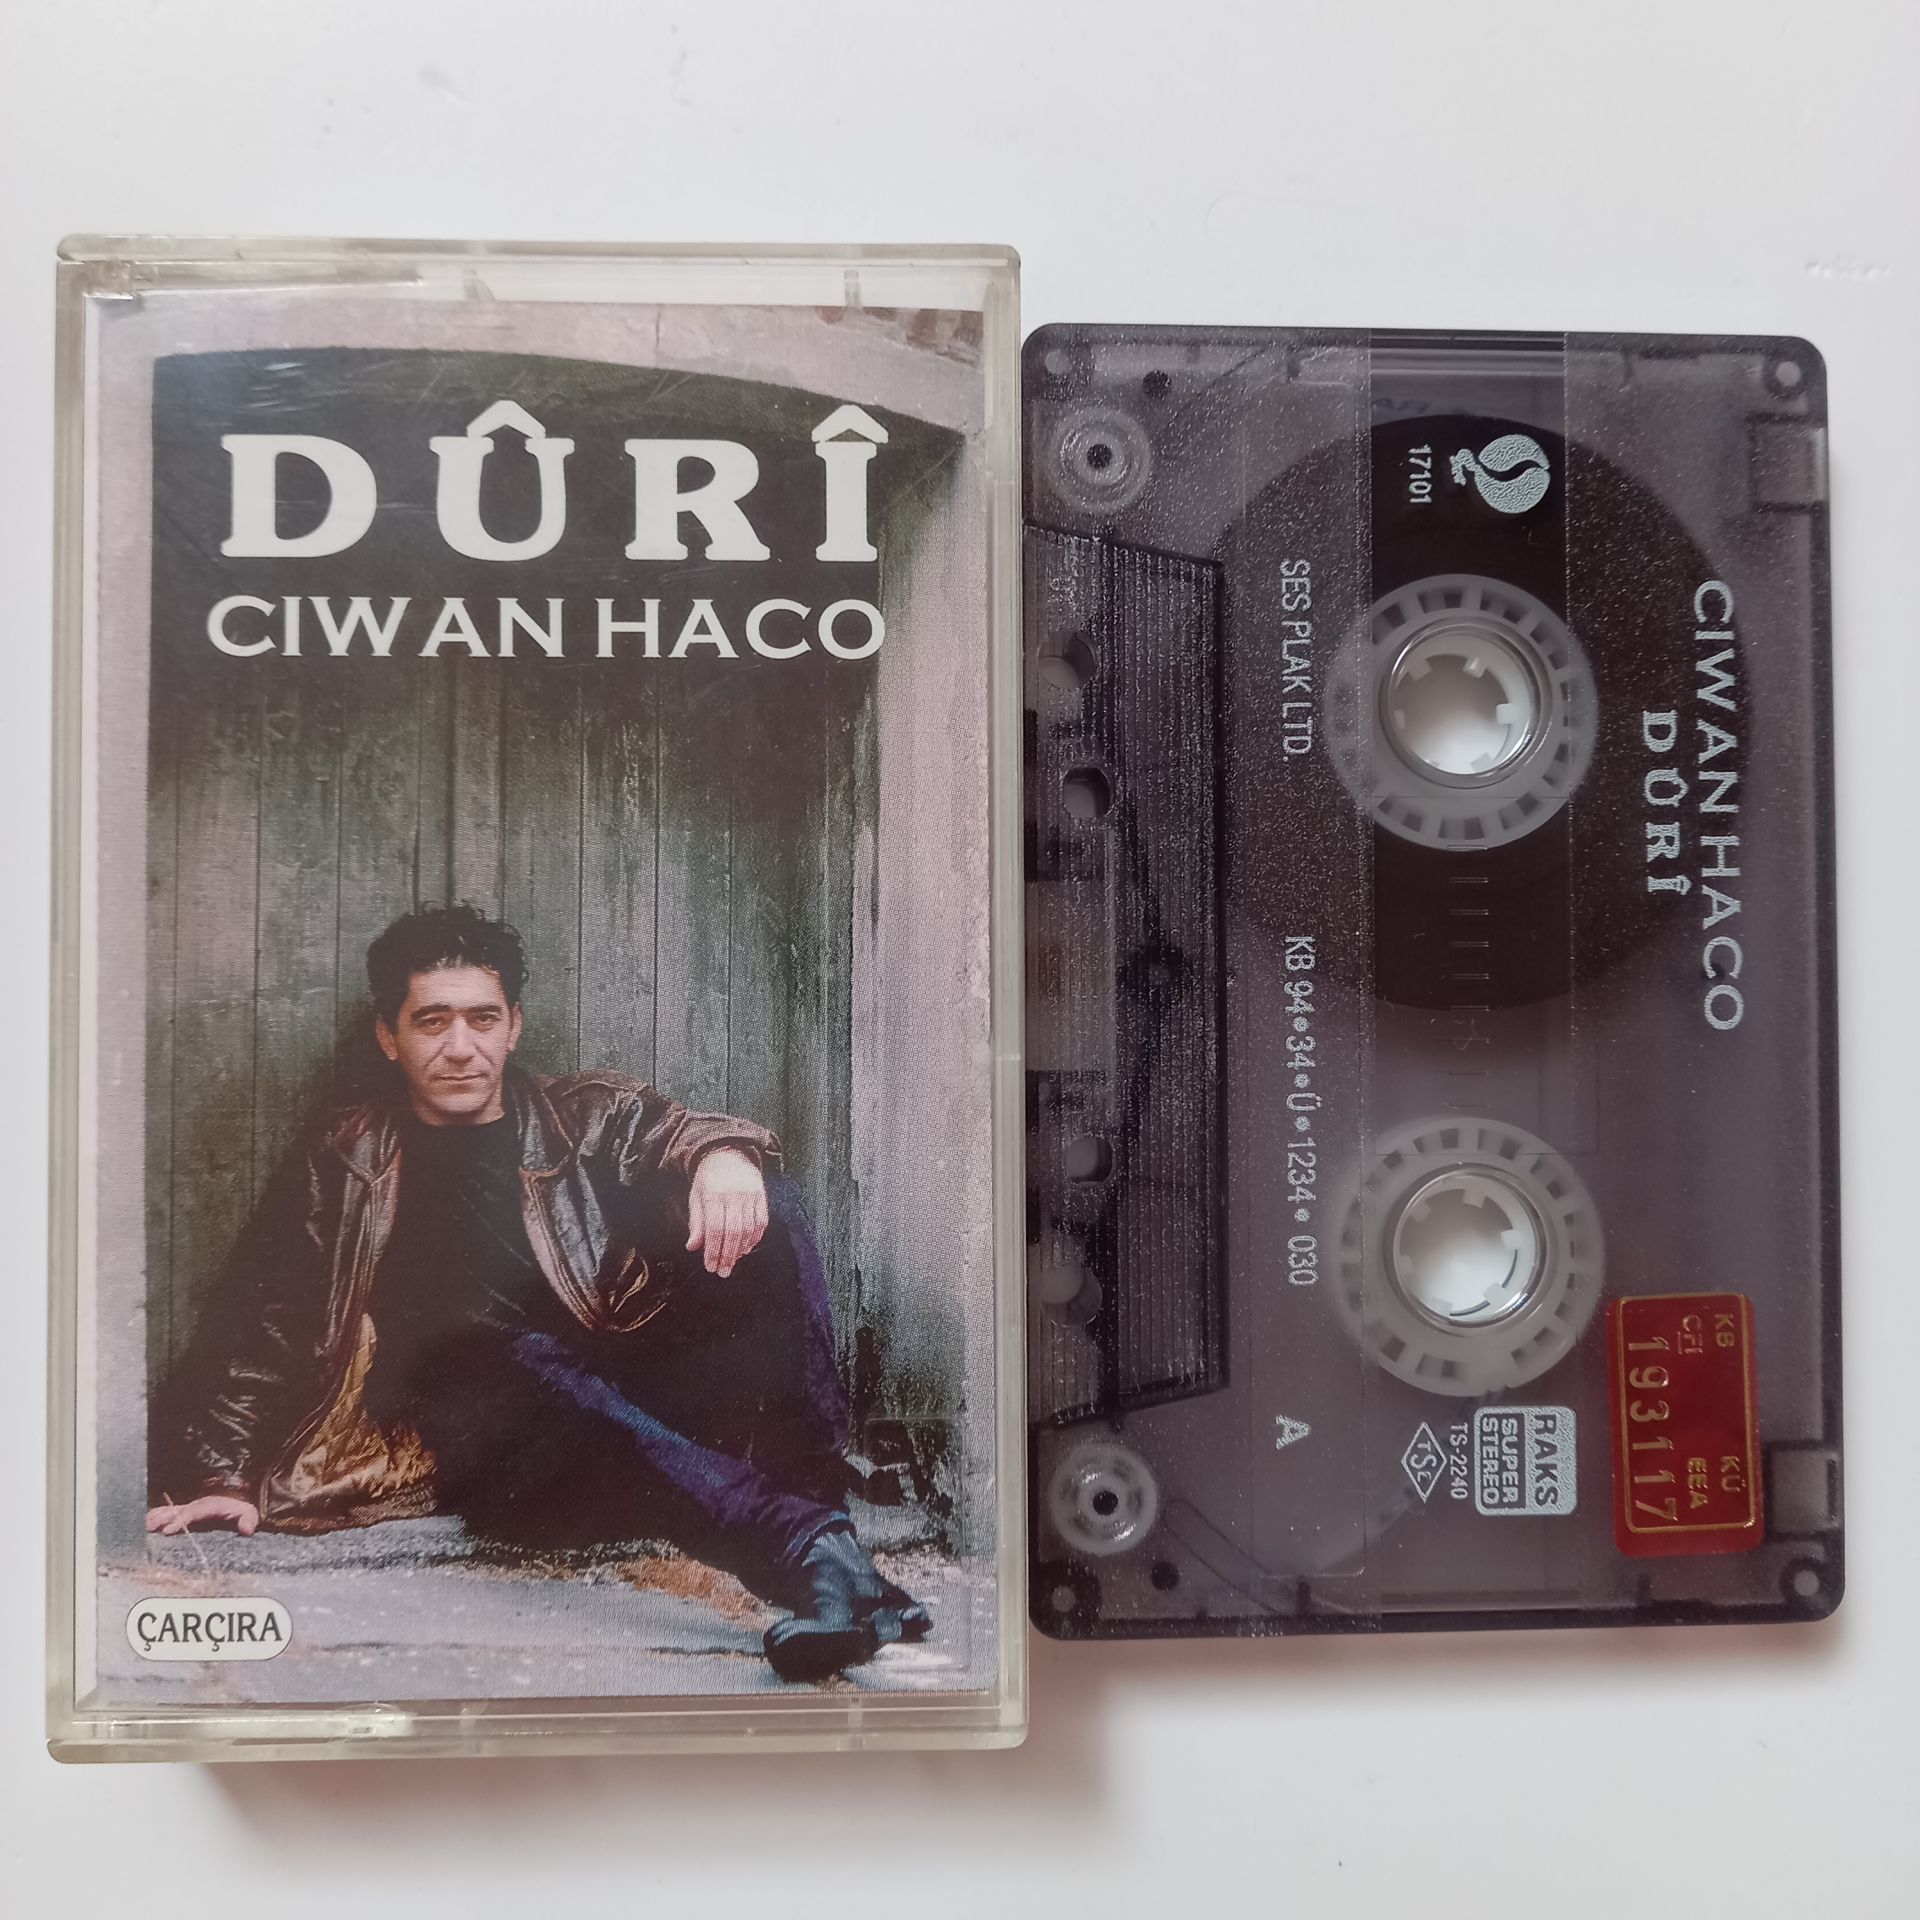 DÛRÎ
CIWAN HACO
ÇARÇIRA
CIWAN HACO
DÛRÎ
17101
SES PLAK LTD.
KB 94•34•Ü•1234•030
A
RAKS
SUPER
STEREO
TS-2240
TSE
KB KÜ
CFI EEA
193117